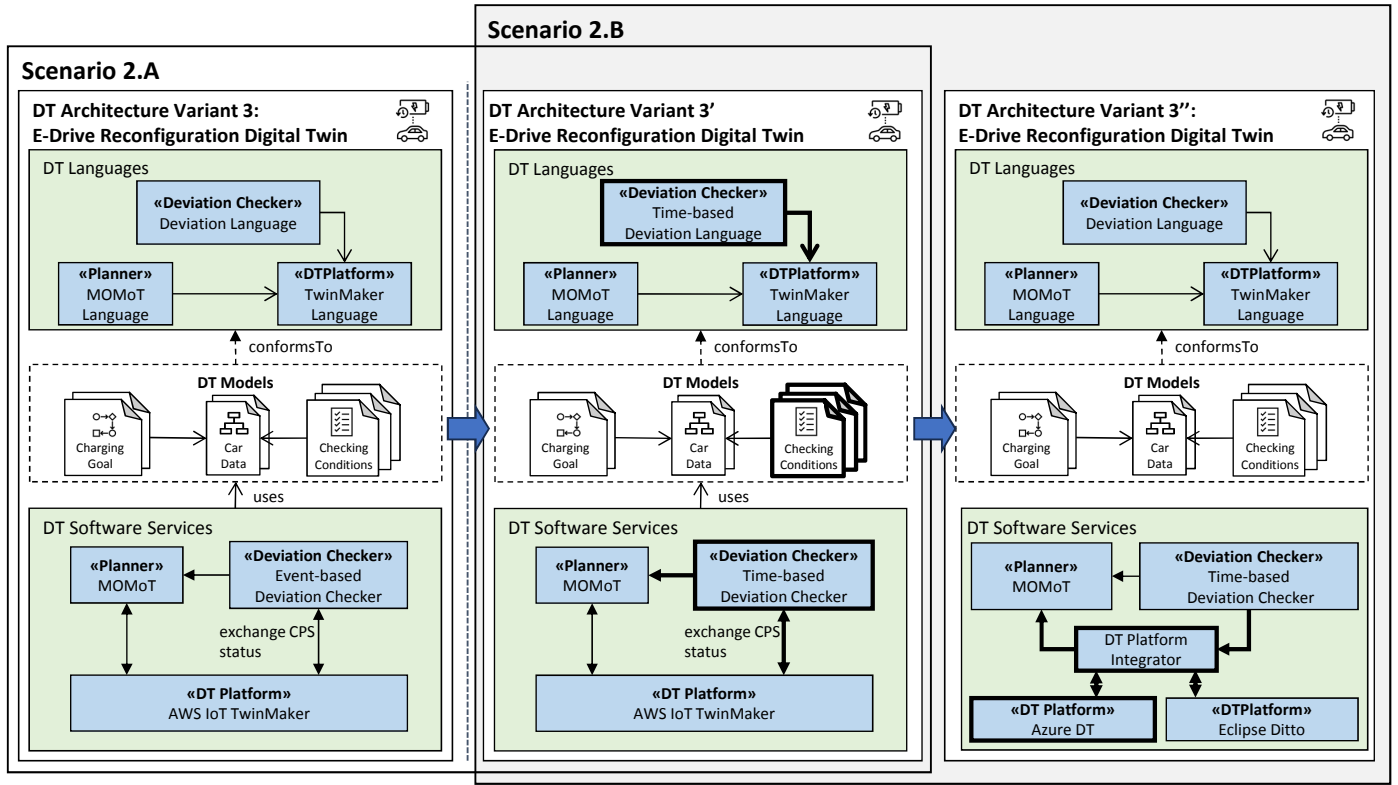 Scenario 2.B
Scenario 2.A
DT Architecture Variant 3:
E-Drive Reconfiguration Digital Twin
DT Languages
«Deviation Checker»
Deviation Language
«Planner»
MOMoT
Language
«DTPlatform»
TwinMaker
Language
conformsTo
DT Models
Charging
Goal
Car
Data
Checking
Conditions
uses
DT Software Services
«Planner»
MOMoT
«Deviation Checker»
Event-based
Deviation Checker
exchange CPS
status
«DT Platform»
AWS IoT TwinMaker
DT Architecture Variant 3’
E-Drive Reconfiguration Digital Twin
DT Languages
«Deviation Checker»
Time-based
Deviation Language
«Planner»
MOMoT
Language
«DTPlatform»
TwinMaker
Language
conformsTo
DT Models
Charging
Goal
Car
Data
Checking
Conditions
uses
DT Software Services
«Planner»
MOMoT
«Deviation Checker»
Time-based
Deviation Checker
exchange CPS
status
«DT Platform»
AWS IoT TwinMaker
DT Architecture Variant 3’’:
E-Drive Reconfiguration Digital Twin
DT Languages
«Deviation Checker»
Deviation Language
«Planner»
MOMoT
Language
«DTPlatform»
TwinMaker
Language
conformsTo
DT Models
Charging
Goal
Car
Data
Checking
Conditions
DT Software Services
«Planner»
MOMoT
«Deviation Checker»
Time-based
Deviation Checker
DT Platform
Integrator
«DT Platform»
Azure DT
«DTPlatform»
Eclipse Ditto